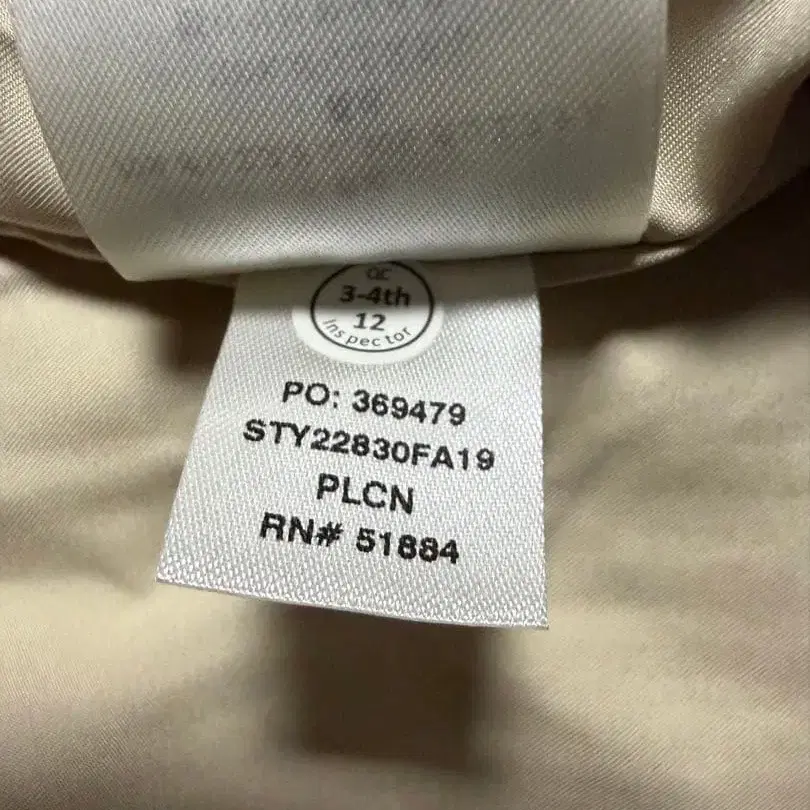 QC
3-4th
12
Inspector
PO: 369479
STY22830FA19
PLCN
RN# 51884